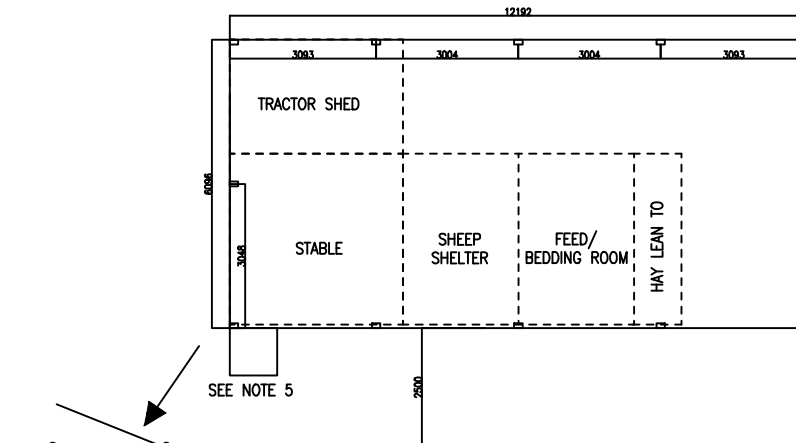 12192
3093
3004
3004
3093
TRACTOR SHED
6096
3048
STABLE
SHEEP
SHELTER
FEED/
BEDDING ROOM
HAY LEAN TO
SEE NOTE 5
2500